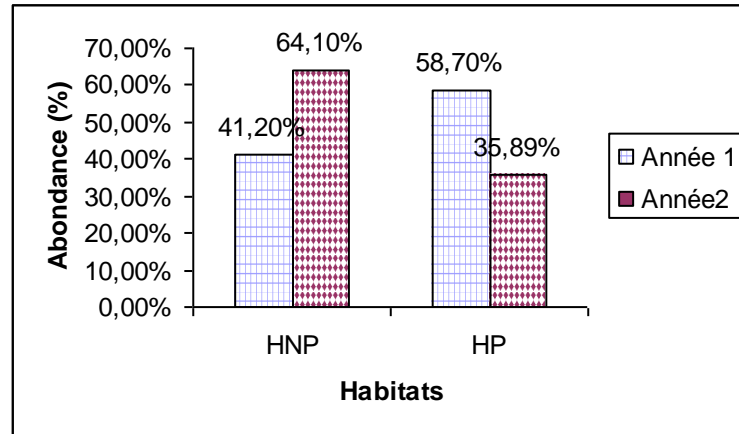 Abondance (%)
70,00%
60,00%
50,00%
40,00%
30,00%
20,00%
10,00%
0,00%
41,20%
64,10%
58,70%
35,89%
HNP
HP
Habitats
Année 1
Année2